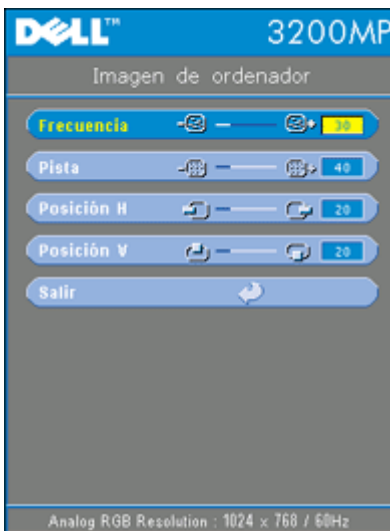 DELL™ 3200MP
Imagen de ordenador
Frecuencia 30
Pista 40
Posición H 20
Posición V 20
Salir
Analog RGB Resolution : 1024 x 768 / 60Hz